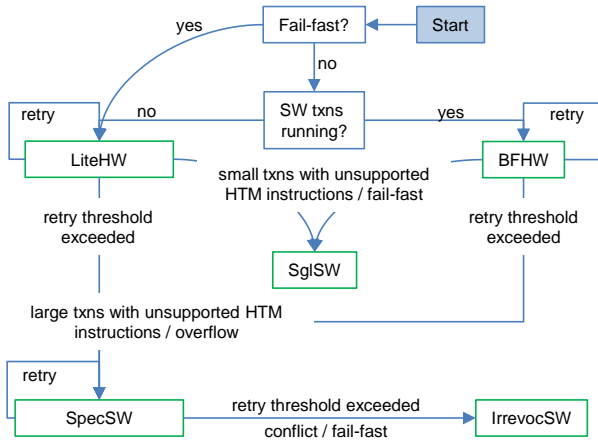 Fail-fast?
Start
yes
no
SW txns
running?
no
yes
retry
retry
LiteHW
BFHW
small txns with unsupported
HTM instructions / fail-fast
retry threshold
exceeded
retry threshold
exceeded
SglSW
large txns with unsupported HTM
instructions / overflow
retry
SpecSW
retry threshold exceeded
conflict / fail-fast
IrrevocSW